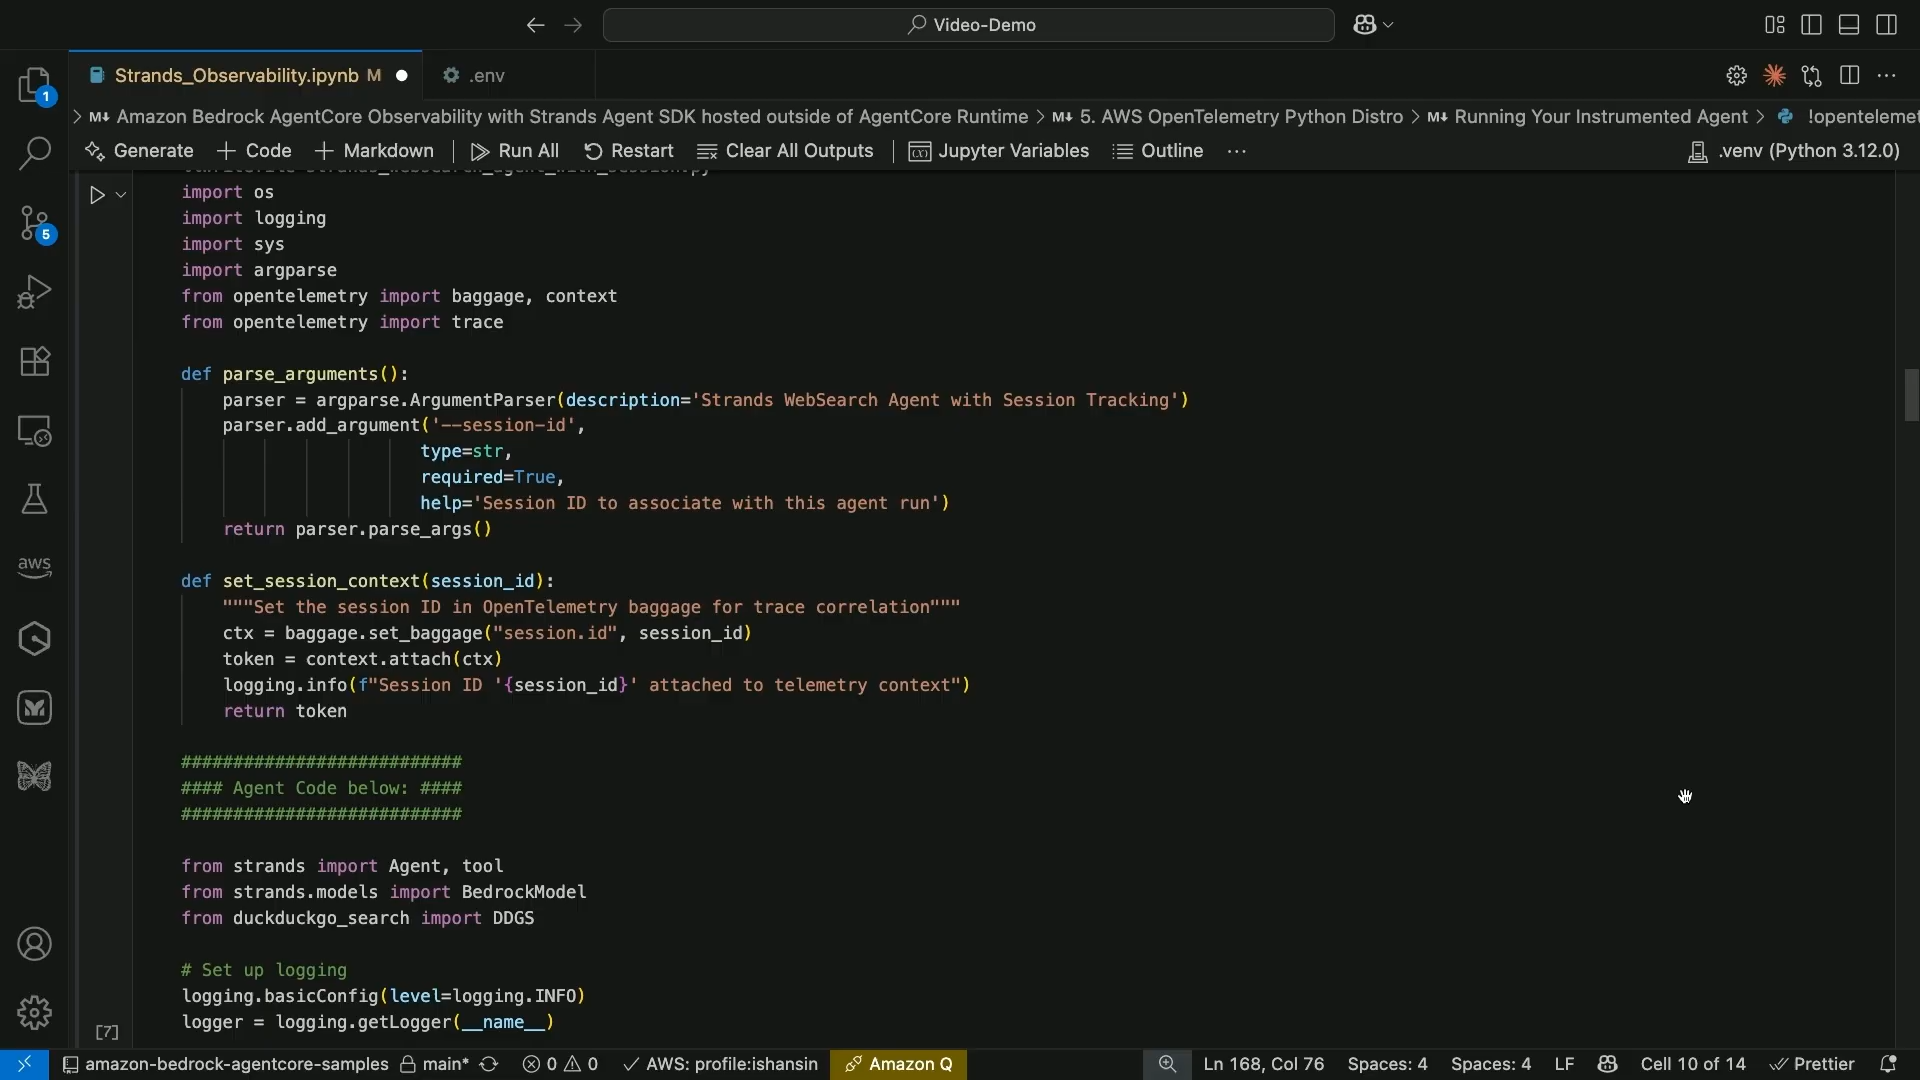 Video-Demo
Strands_Observability.ipynb M
.env
Amazon Bedrock AgentCore Observability with Strands Agent SDK hosted outside of AgentCore Runtime > M↓ 5. AWS OpenTelemetry Python Distro > M↓ Running Your Instrumented Agent > !opentelemet
Generate + Code + Markdown Run All Restart Clear All Outputs Jupyter Variables Outline ··· .venv (Python 3.12.0)
import os
import logging
import sys
import argparse
from opentelemetry import baggage, context
from opentelemetry import trace
def parse_arguments():
parser = argparse.ArgumentParser(description='Strands WebSearch Agent with Session Tracking')
parser.add_argument('--session-id',
type=str,
required=True,
help='Session ID to associate with this agent run')
return parser.parse_args()
def set_session_context(session_id):
"""Set the session ID in OpenTelemetry baggage for trace correlation"""
ctx = baggage.set_baggage("session.id", session_id)
token = context.attach(ctx)
logging.info(f"Session ID '{session_id}' attached to telemetry context")
return token
###########################
#### Agent Code below: ####
###########################
from strands import Agent, tool
from strands.models import BedrockModel
from duckduckgo_search import DDGS
# Set up logging
logging.basicConfig(level=logging.INFO)
logger = logging.getLogger(__name__)
[7]
1
5
aws
amazon-bedrock-agentcore-samples main* 0 0 AWS: profile:ishansin Amazon Q Ln 168, Col 76 Spaces: 4 Spaces: 4 LF Cell 10 of 14 Prettier